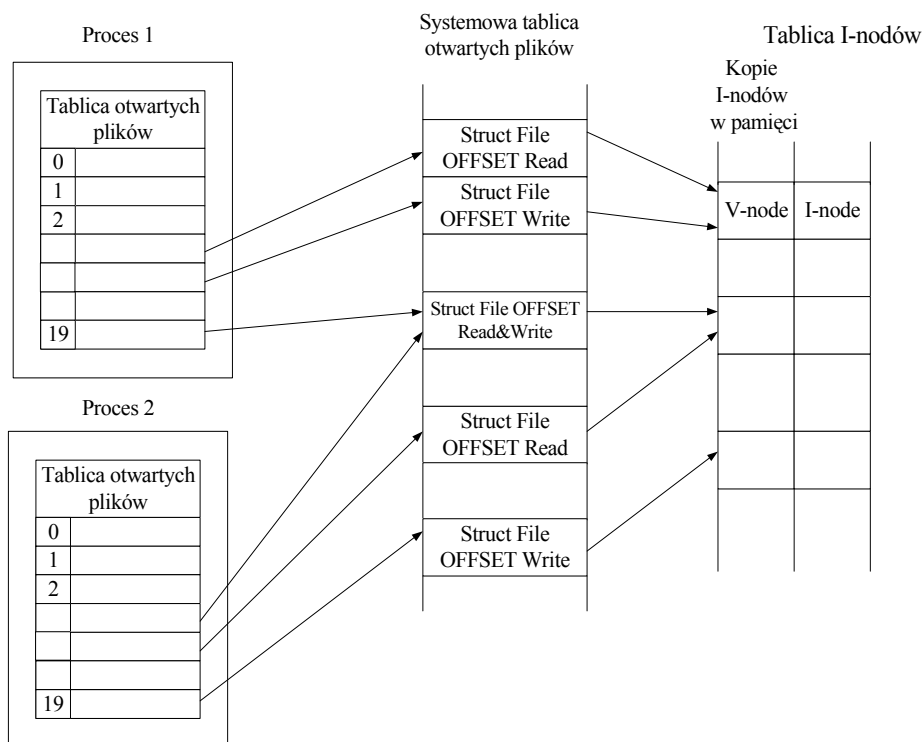 Proces 1
Tablica otwartych
plików
0
1
2
19
Proces 2
Tablica otwartych
plików
0
1
2
19
Systemowa tablica
otwartych plików
Struct File
OFFSET Read
Struct File
OFFSET Write
Struct File OFFSET
Read&Write
Struct File
OFFSET Read
Struct File
OFFSET Write
Tablica I-nodów
Kopie
I-nodów
w pamięci
V-node I-node